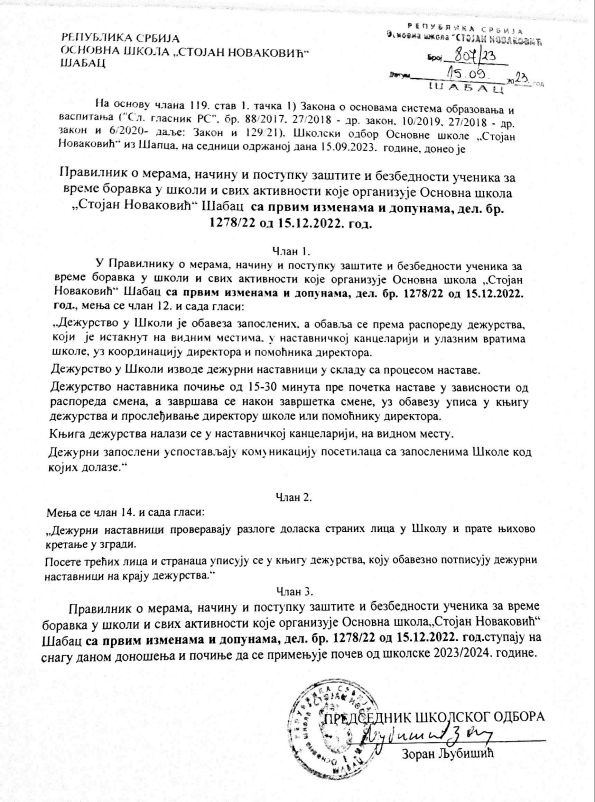 РЕПУБЛИКА СРБИЈА
ОСНОВНА ШКОЛА „СТОЈАН НОВАКОВИЋ“
ШАБАЦ
РЕПУБЛИКА СРБИЈА
Основна школа "СТОЈАН НОВАКОВИЋ"
Број 807/23
Датум 15.09. 2023 год
ШАБАЦ
На основу члана 119. став 1. тачка 1) Закона о основама система образовања и
васпитања ("Сл. гласник РС", бр. 88/2017, 27/2018 - др. закон, 10/2019, 27/2018 - др.
закон и 6/2020- даље: Закон и 129/21). Школски одбор Основне школе „Стојан
Новаковић“ из Шапца, на седници одржаној дана 15.09.2023. године, донео је
Правилник о мерама, начину и поступку заштите и безбедности ученика за
време боравка у школи и свих активности које организује Основна школа
„Стојан Новаковић“ Шабац са првим изменама и допунама, дел. бр.
1278/22 од 15.12.2022. год.
Члан 1.
У Правилнику о мерама, начину и поступку заштите и безбедности ученика за
време боравка у школи и свих активности које организује Основна школа „Стојан
Новаковић“ Шабац са првим изменама и допунама, дел. бр. 1278/22 од 15.12.2022.
год., мења се члан 12. и сада гласи:
„Дежурство у Школи је обавеза запослених, а обавља се према распореду дежурства,
који је истакнут на видним местима, у наставничкој канцеларији и улазним вратима
школе, уз координацију директора и помоћника директора.
Дежурство у Школи изводе дежурни наставници у складу са процесом наставе.
Дежурство наставника почиње од 15-30 минута пре почетка наставе у зависности од
распореда смена, а завршава се након завршетка смене, уз обавезу уписа у књигу
дежурства и прослеђивање директору школе или помоћнику директора.
Књига дежурства налази се у наставничкој канцеларији, на видном месту.
Дежурни запослени успостављају комуникацију посетилаца са запосленима Школе код
којих долазе.“
Члан 2.
Мења се члан 14. и сада гласи:
„Дежурни наставници проверавају разлоге доласка страних лица у Школу и прате њихово
кретање у згради.
Посете трећих лица и странаца уписују се у књигу дежурства, коју обавезно потписују дежурни
наставници на крају дежурства.“
Члан 3.
Правилник о мерама, начину и поступку заштите и безбедности ученика за време
боравка у школи и свих активности које организује Основна школа„Стојан Новаковић“
Шабац са првим изменама и допунама, дел. бр. 1278/22 од 15.12.2022. год.ступају на
снагу даном доношења и почиње да се примењује почев од школске 2023/2024. године.
ПРЕДСЕДНИК ШКОЛСКОГ ОДБОРА
Зоран Љубишић